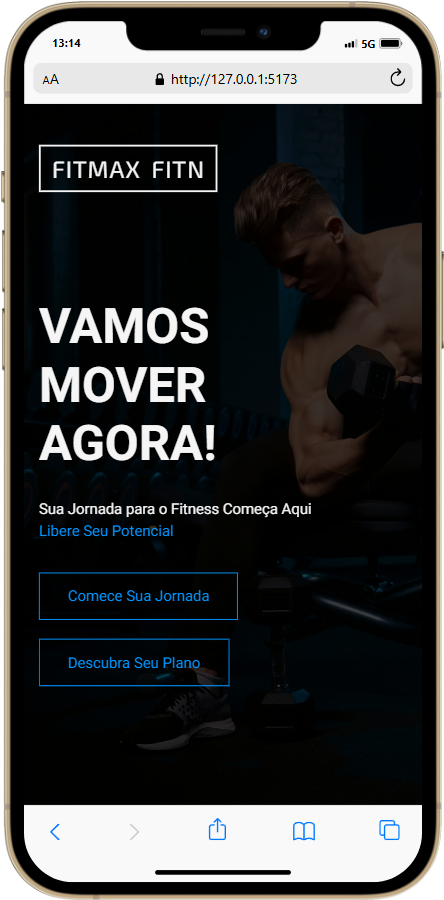 13:14
5G
AA
http://127.0.0.1:5173
FITMAX FITN
VAMOS
MOVER
AGORA!
Sua Jornada para o Fitness Começa Aqui
Libere Seu Potencial
Comece Sua Jornada
Descubra Seu Plano